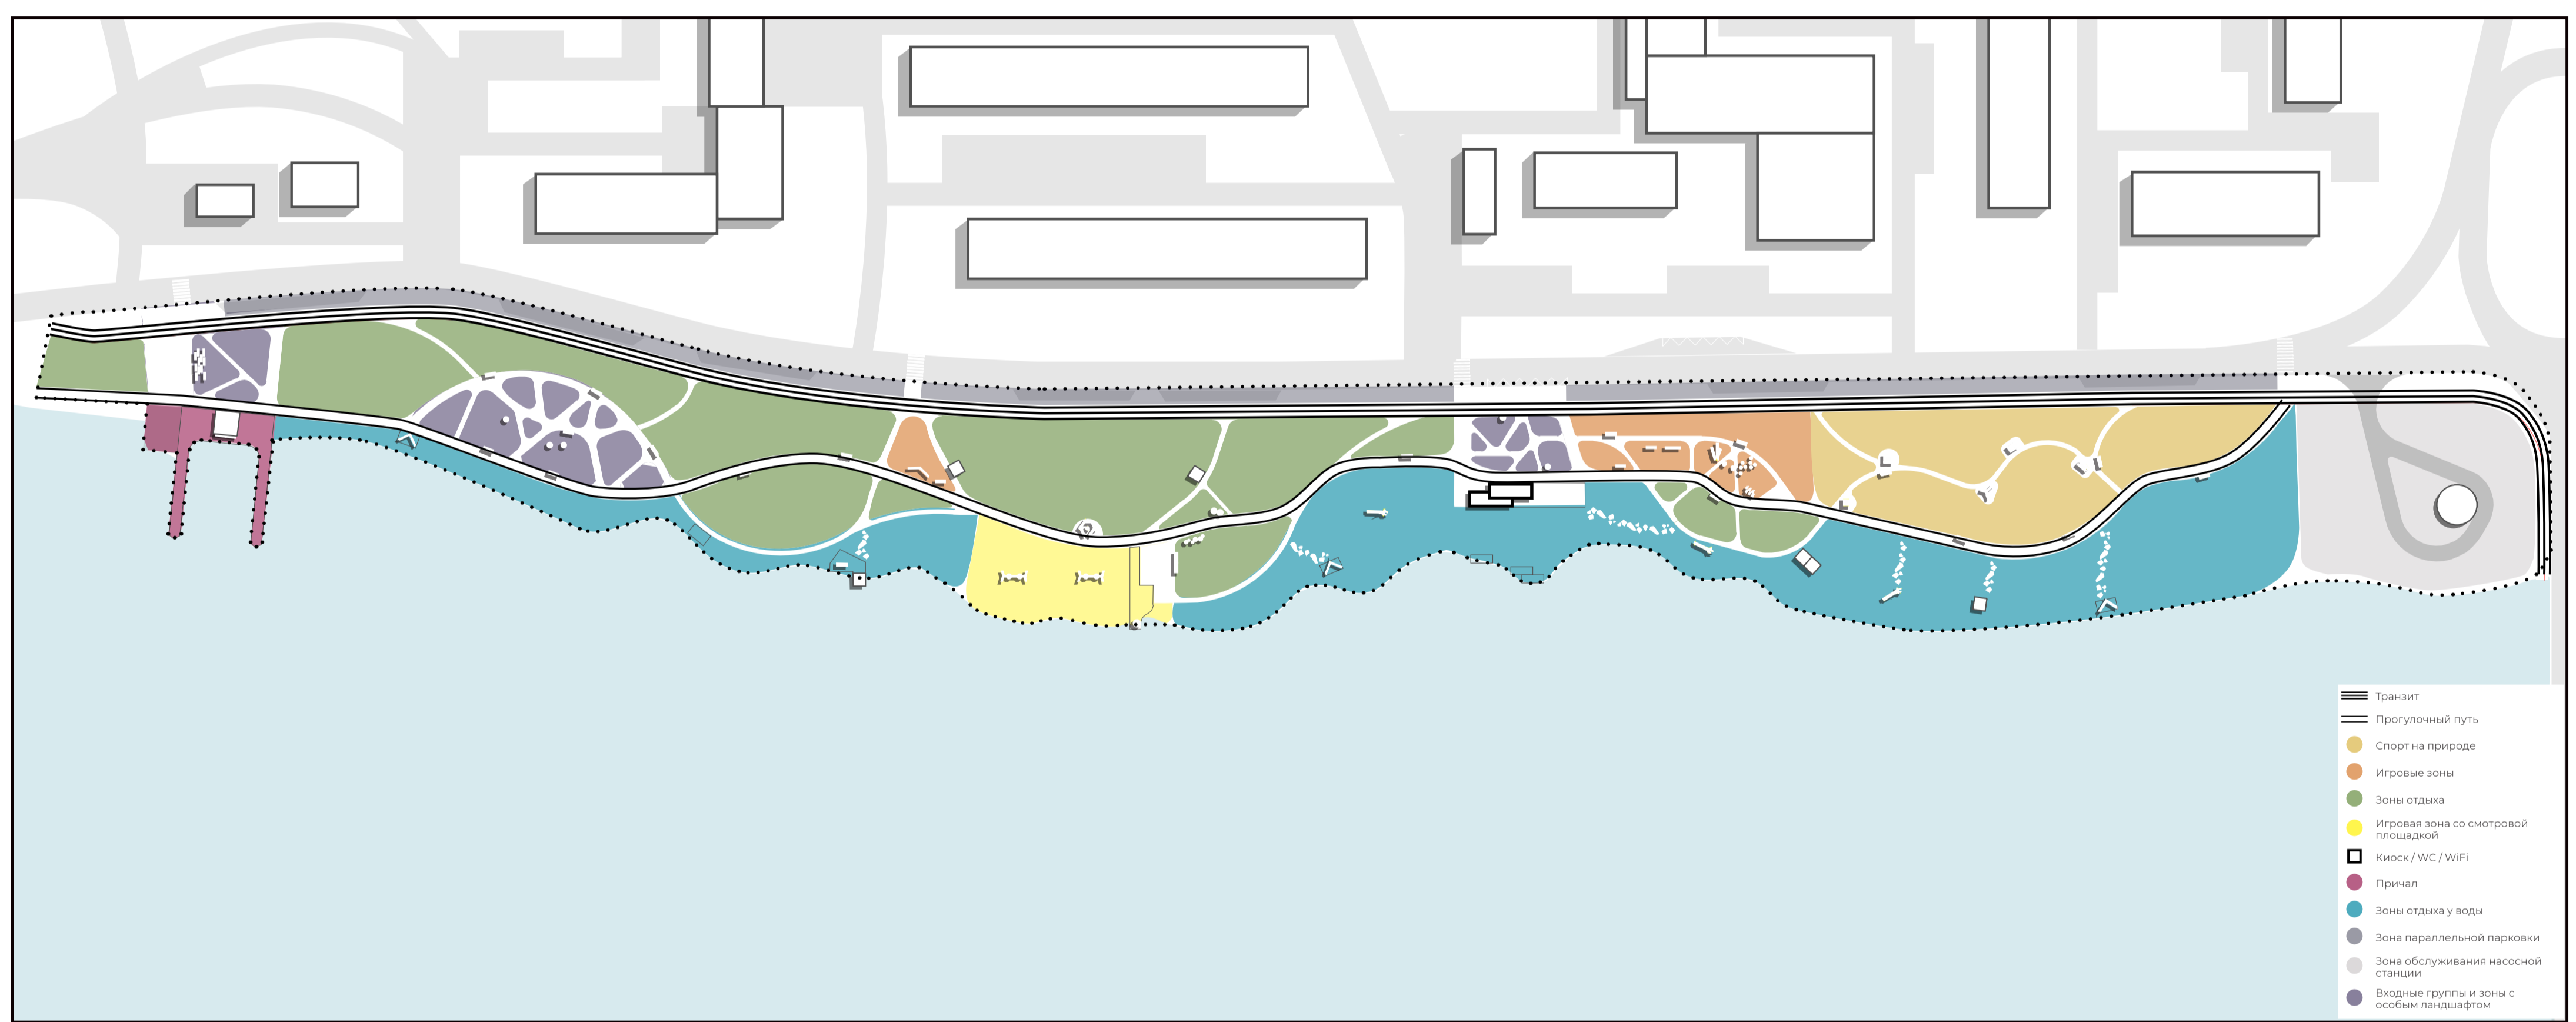 Транзит
Прогулочный путь
Спорт на природе
Игровые зоны
Зоны отдыха
Игровая зона со смотровой
площадкой
Киоск / WC / WiFi
Причал
Зоны отдыха у воды
Зона параллельной парковки
Зона обслуживания насосной
станции
Входные группы и зоны с
особым ландшафтом